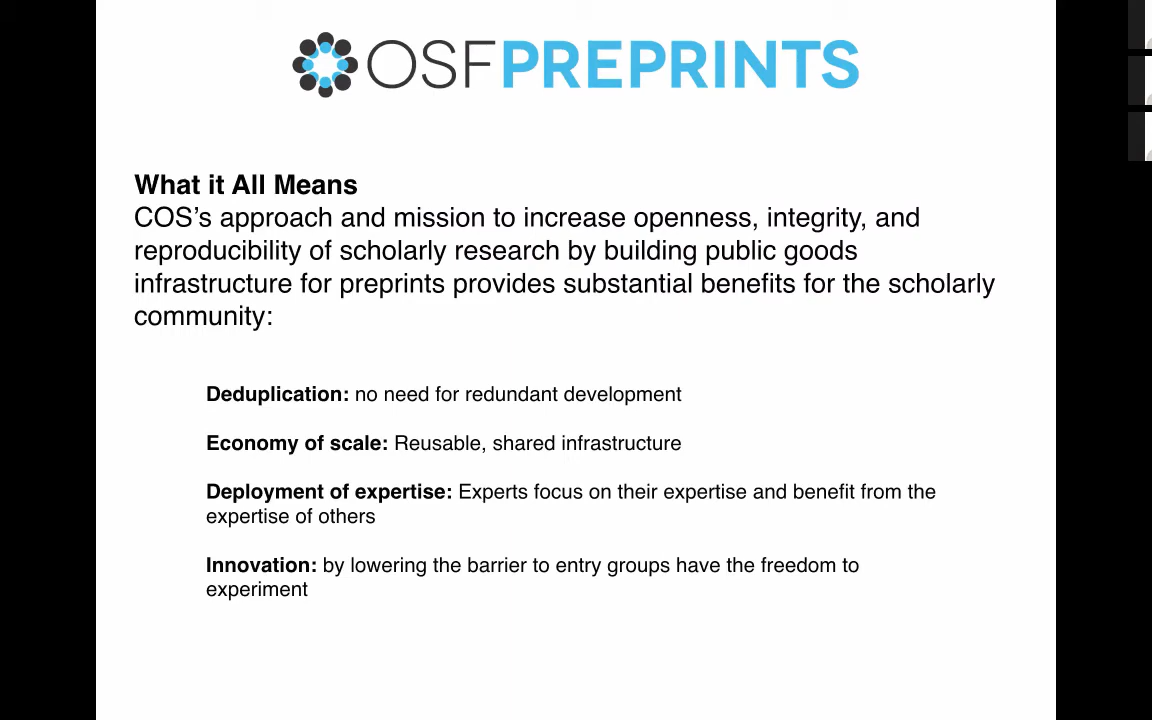 OSFPREPRINTS
What it All Means
COS’s approach and mission to increase openness, integrity, and
reproducibility of scholarly research by building public goods
infrastructure for preprints provides substantial benefits for the scholarly
community:
Deduplication: no need for redundant development
Economy of scale: Reusable, shared infrastructure
Deployment of expertise: Experts focus on their expertise and benefit from the
expertise of others
Innovation: by lowering the barrier to entry groups have the freedom to
experiment